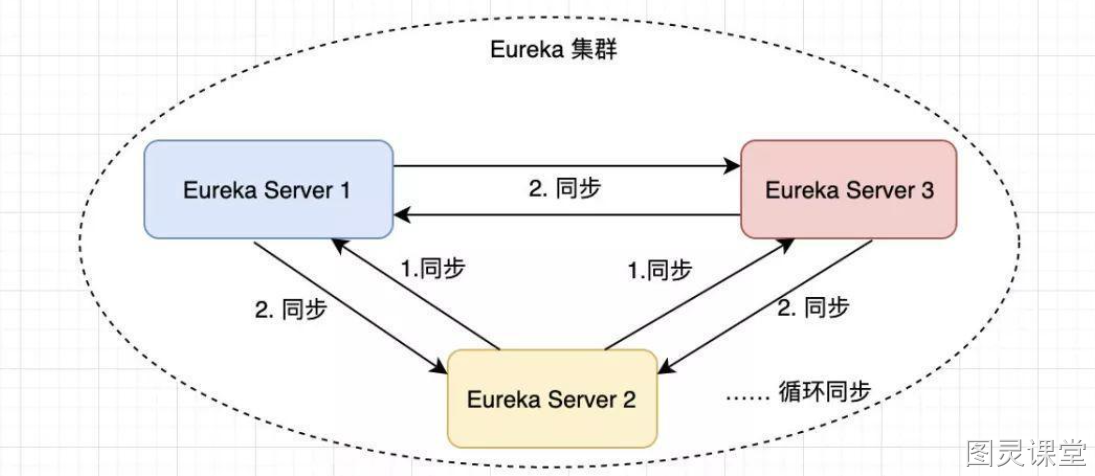 Eureka 集群
Eureka Server 1
2. 同步
Eureka Server 3
1.同步
1.同步
2. 同步
2. 同步
Eureka Server 2
...... 循环同步
图灵课堂